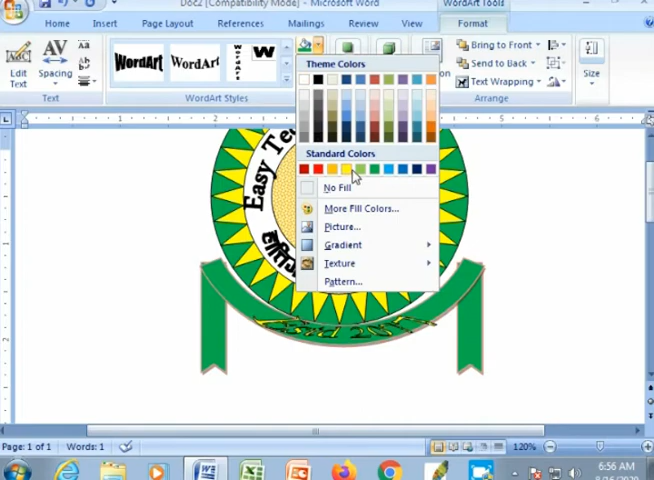 Doc2 [Compatibility Mode] - Microsoft Word
WordArt Tools
Home
Insert
Page Layout
References
Mailings
Review
View
Format
Edit Text
Spacing
Aa
WordArt
WordArt
WordArt
W
Bring to Front
Send to Back
Text Wrapping
Size
Text
WordArt Styles
Arrange
Theme Colors
Standard Colors
No Fill
More Fill Colors...
Picture...
Gradient
Texture
Pattern...
Easy Te
Page: 1 of 1
Words: 1
120%
6:56 AM